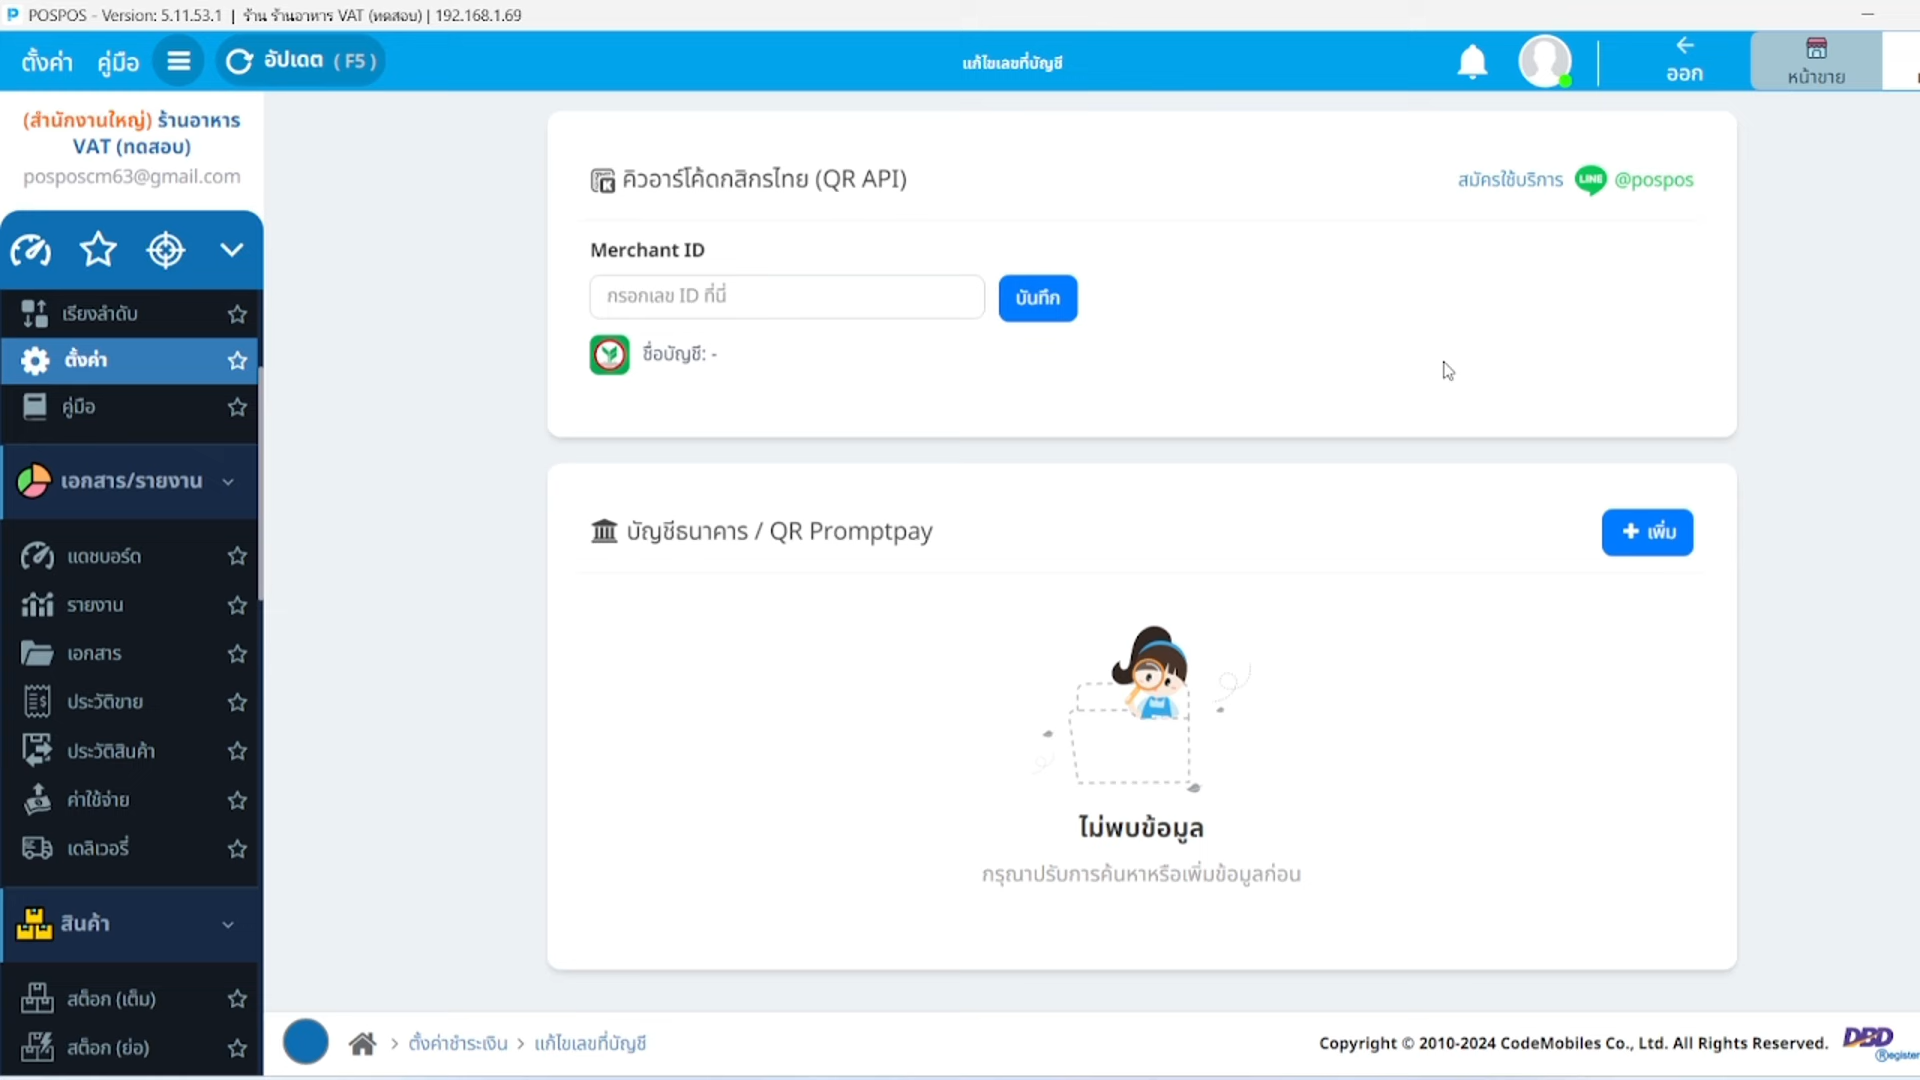 POSPOS - Version: 5.11.53.1 | ร้าน ร้านอาหาร VAT (ทดสอบ) | 192.168.1.69
ตั้งค่า คู่มือ อัปเดต ( F5 )
แก้ไขเลขที่บัญชี
ออก
หน้าขาย
(สำนักงานใหญ่) ร้านอาหาร
VAT (ทดสอบ)
posposcm63@gmail.com
เรียงลำดับ
ตั้งค่า
คู่มือ
เอกสาร/รายงาน
แดชบอร์ด
รายงาน
เอกสาร
ประวัติขาย
ประวัติสินค้า
ค่าใช้จ่าย
เดลิเวอรี่
สินค้า
สต็อก (เต็ม)
สต็อก (ย่อ)
คิวอาร์โค้ดกสิกรไทย (QR API)
สมัครใช้บริการ LINE @pospos
Merchant ID
กรอกเลข ID ที่นี่
บันทึก
ชื่อบัญชี: -
บัญชีธนาคาร / QR Promptpay
+ เพิ่ม
ไม่พบข้อมูล
กรุณาปรับการค้นหาหรือเพิ่มข้อมูลก่อน
> ตั้งค่าชำระเงิน > แก้ไขเลขที่บัญชี
Copyright © 2010-2024 CodeMobiles Co., Ltd. All Rights Reserved.
DBD